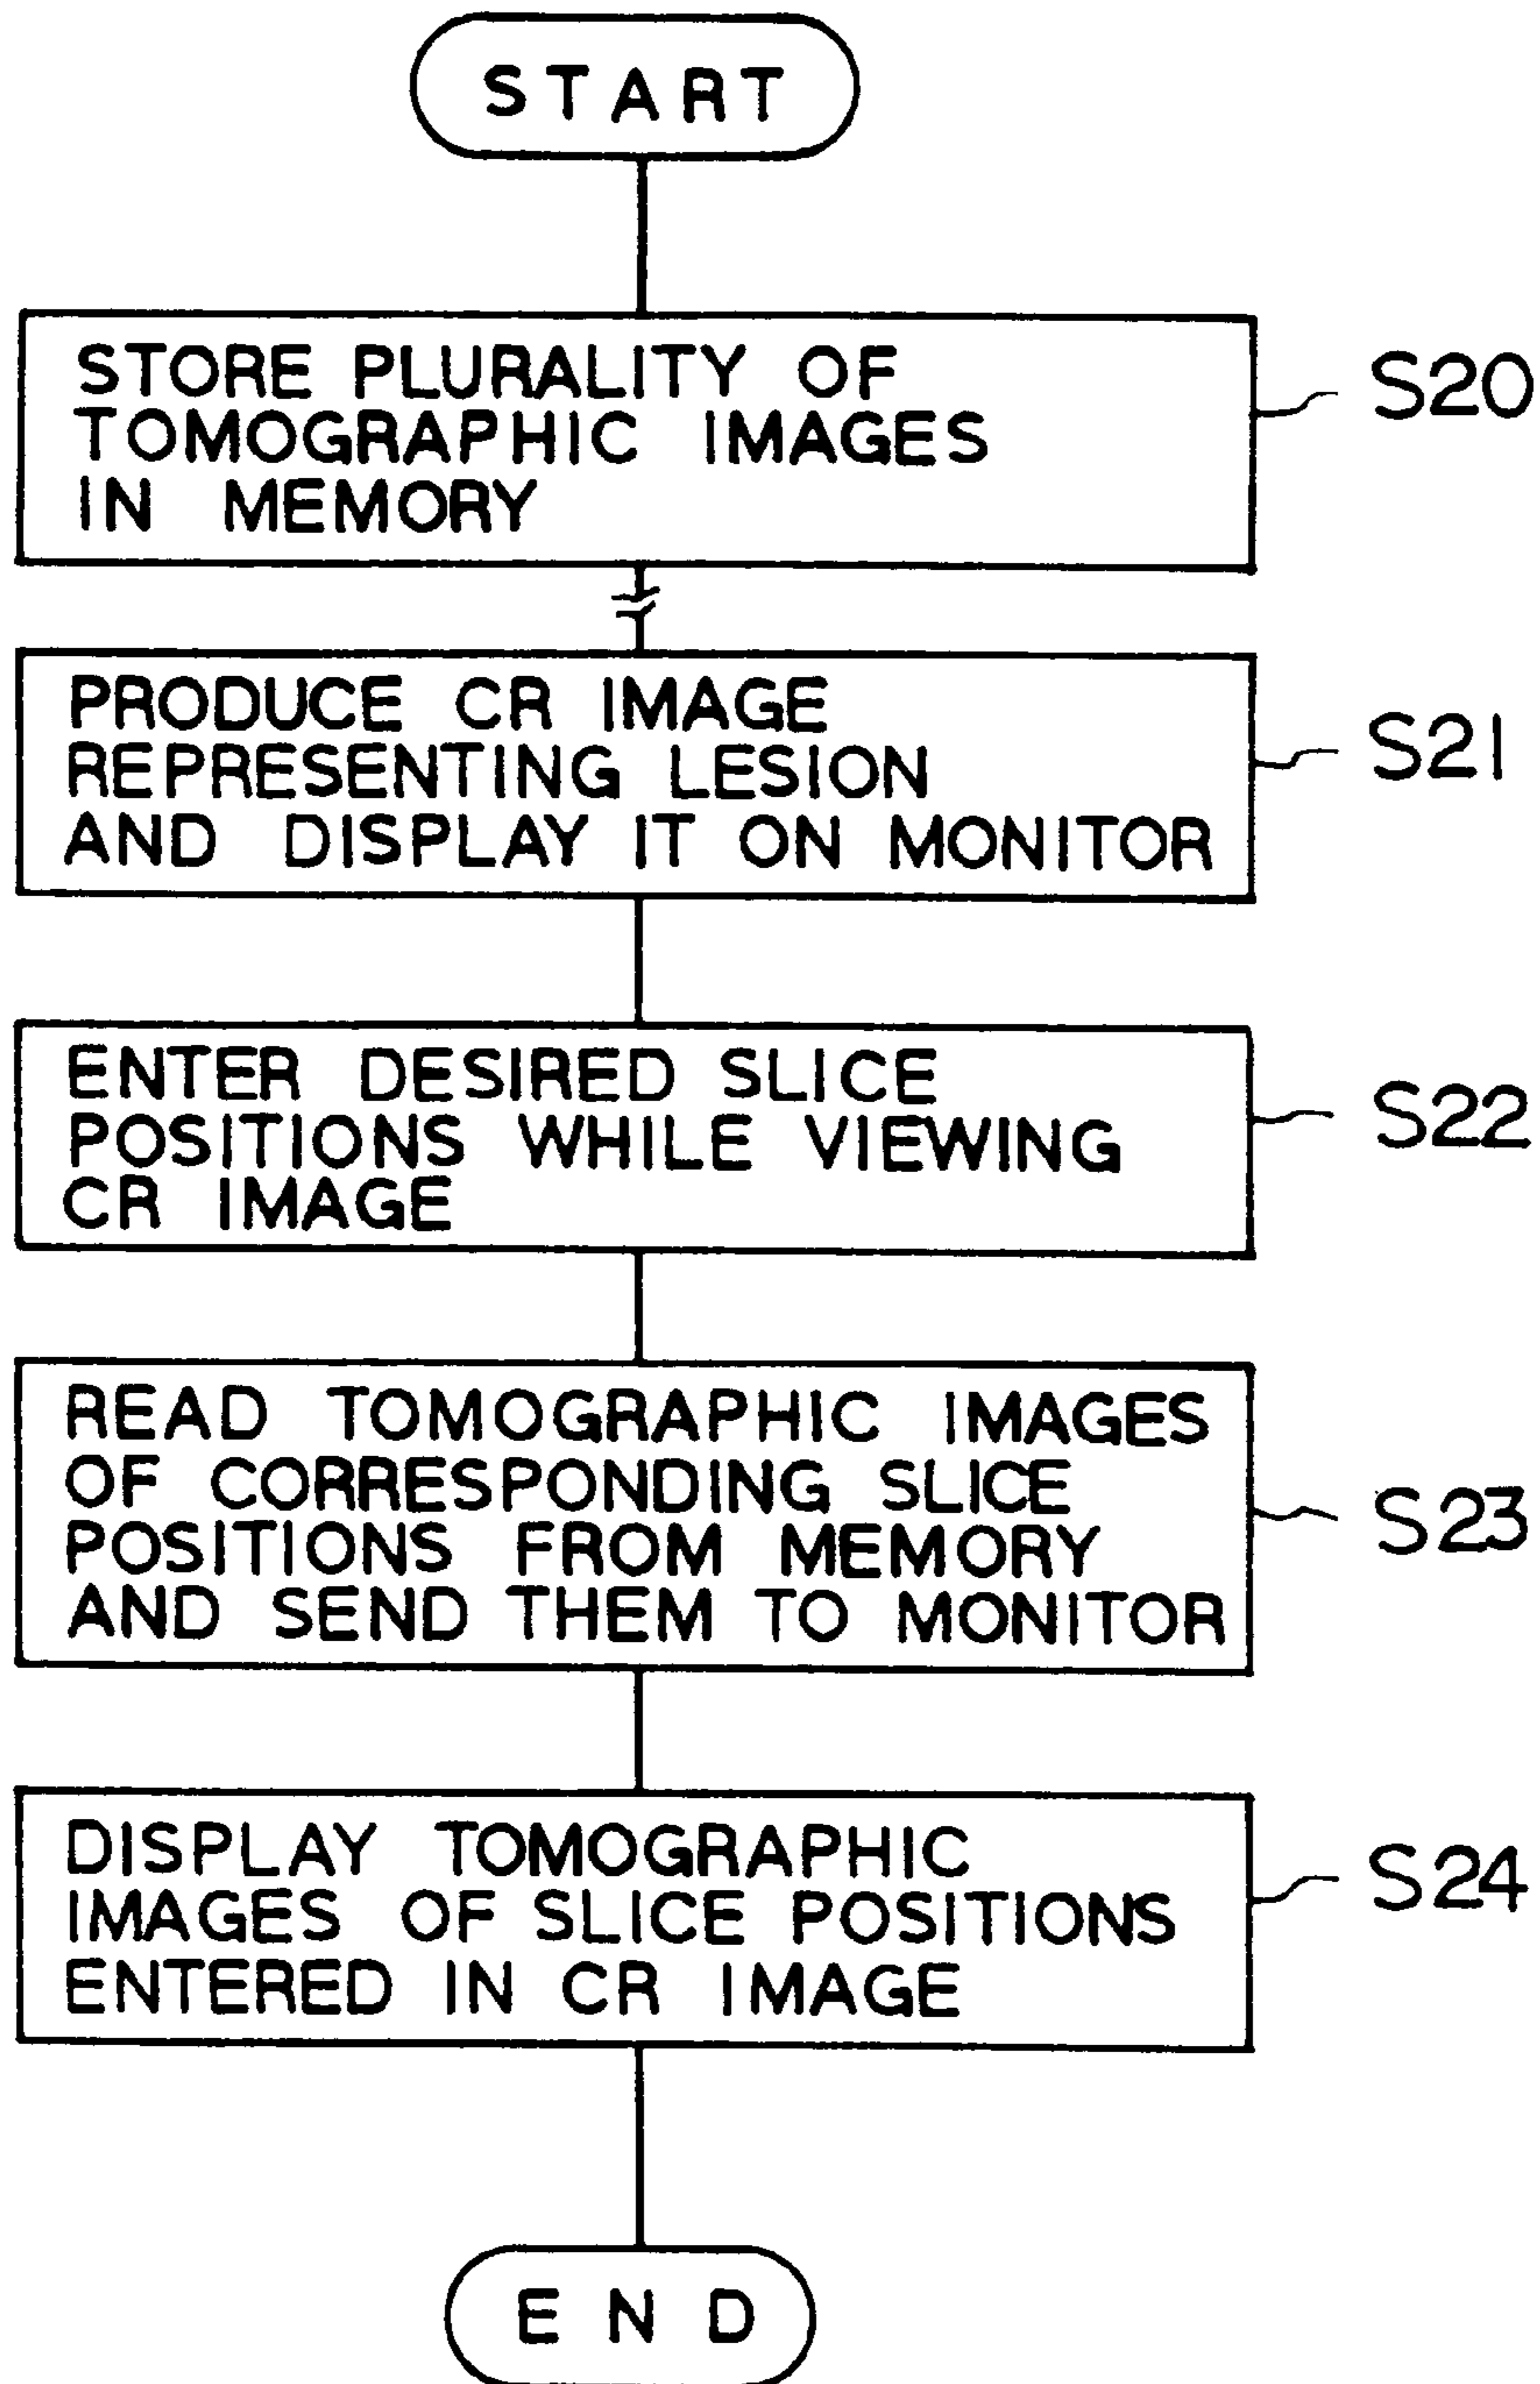 START
STORE PLURALITY OF
TOMOGRAPHIC IMAGES
IN MEMORY
S20
PRODUCE CR IMAGE
REPRESENTING LESION
AND DISPLAY IT ON MONITOR
S21
ENTER DESIRED SLICE
POSITIONS WHILE VIEWING
CR IMAGE
S22
READ TOMOGRAPHIC IMAGES
OF CORRESPONDING SLICE
POSITIONS FROM MEMORY
AND SEND THEM TO MONITOR
S23
DISPLAY TOMOGRAPHIC
IMAGES OF SLICE POSITIONS
ENTERED IN CR IMAGE
S24
END